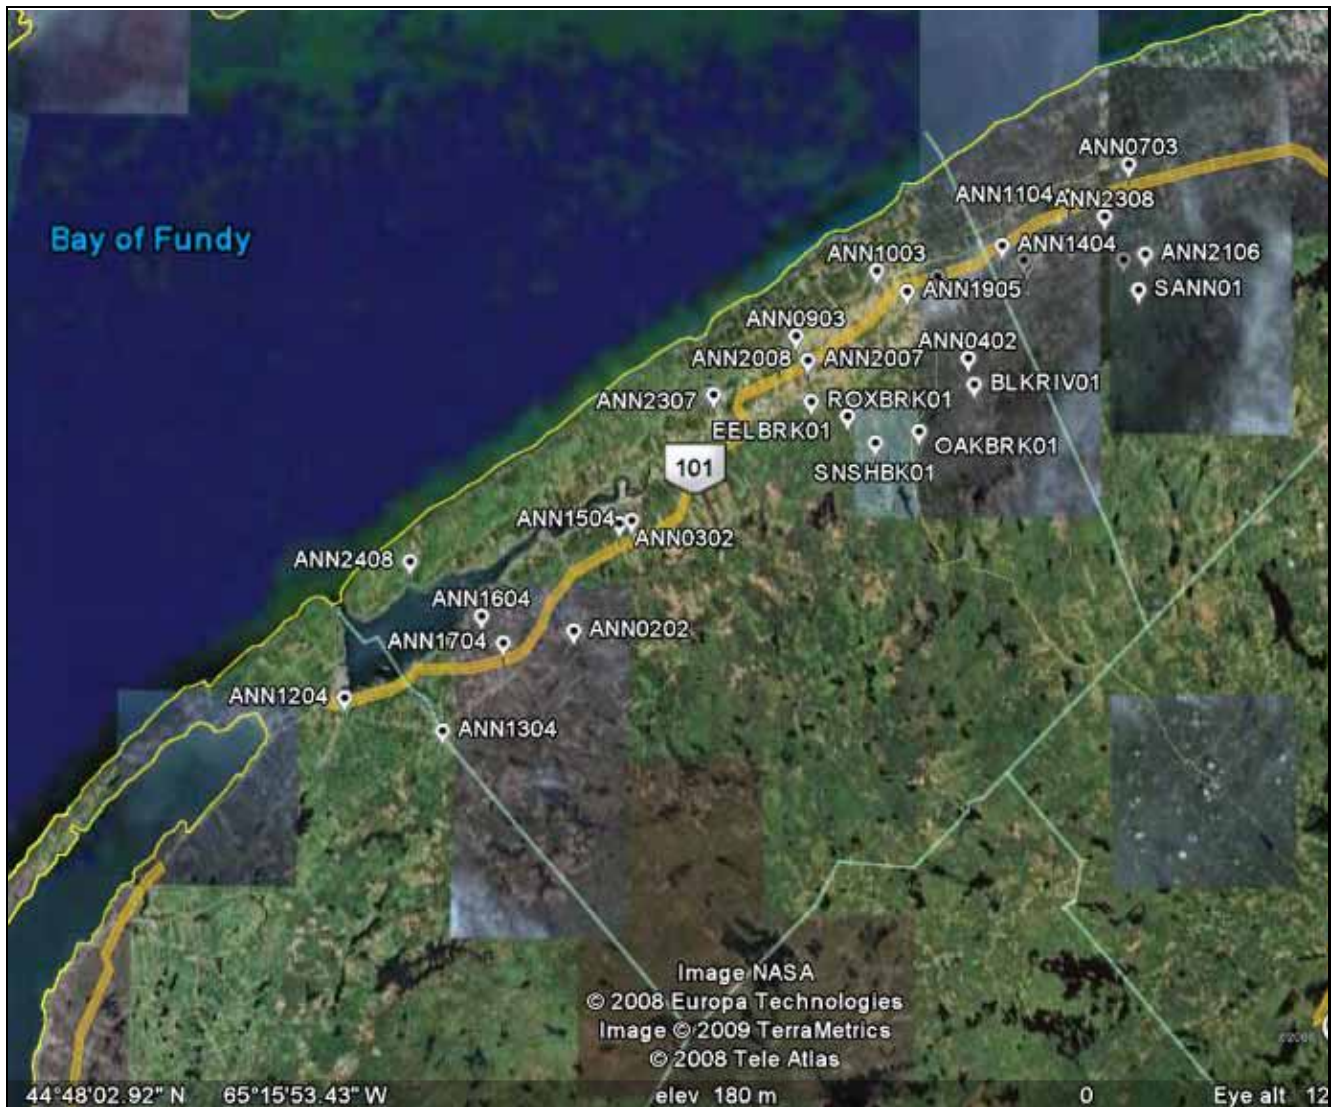 ANN0703
ANN1104
ANN2308
Bay of Fundy
ANN1404
ANN2106
ANN1003
SANN01
ANN1905
ANN0903
ANN0402
ANN2008
ANN2007
BLKRIV01
ANN2307
ROXBRK01
EELBRK01
OAKBRK01
SNSHBK01
101
ANN1504
ANN0302
ANN2408
ANN1604
ANN0202
ANN1704
ANN1204
ANN1304
Image NASA
© 2008 Europa Technologies
Image © 2009 TerraMetrics
© 2008 Tele Atlas
44°48'02.92" N 65°15'53.43" W elev 180 m 0 Eye alt 12